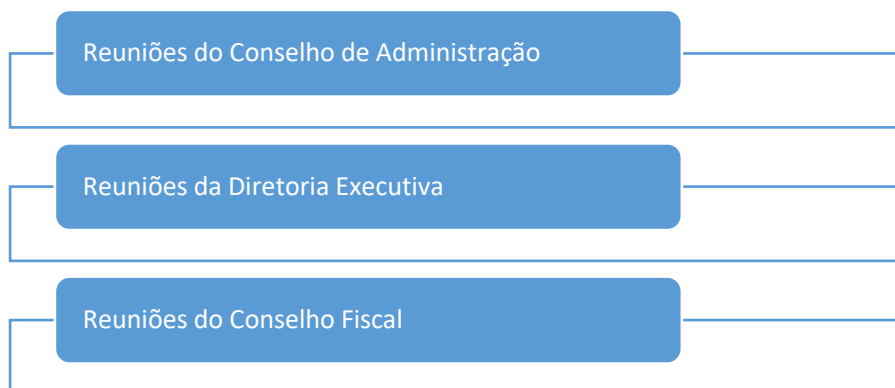 Reuniões do Conselho de Administração
Reuniões da Diretoria Executiva
Reuniões do Conselho Fiscal